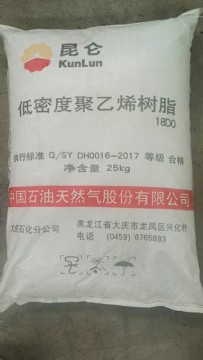 昆仑
KunLun
低密度聚乙烯树脂
18D0
执行标准 Q/SY DH0016-2017 等级 合格
净含量 25kg
中国石油天然气股份有限公司
大庆石化分公司 黑龙江省大庆市龙凤区兴化村
电话 (0459) 6765893